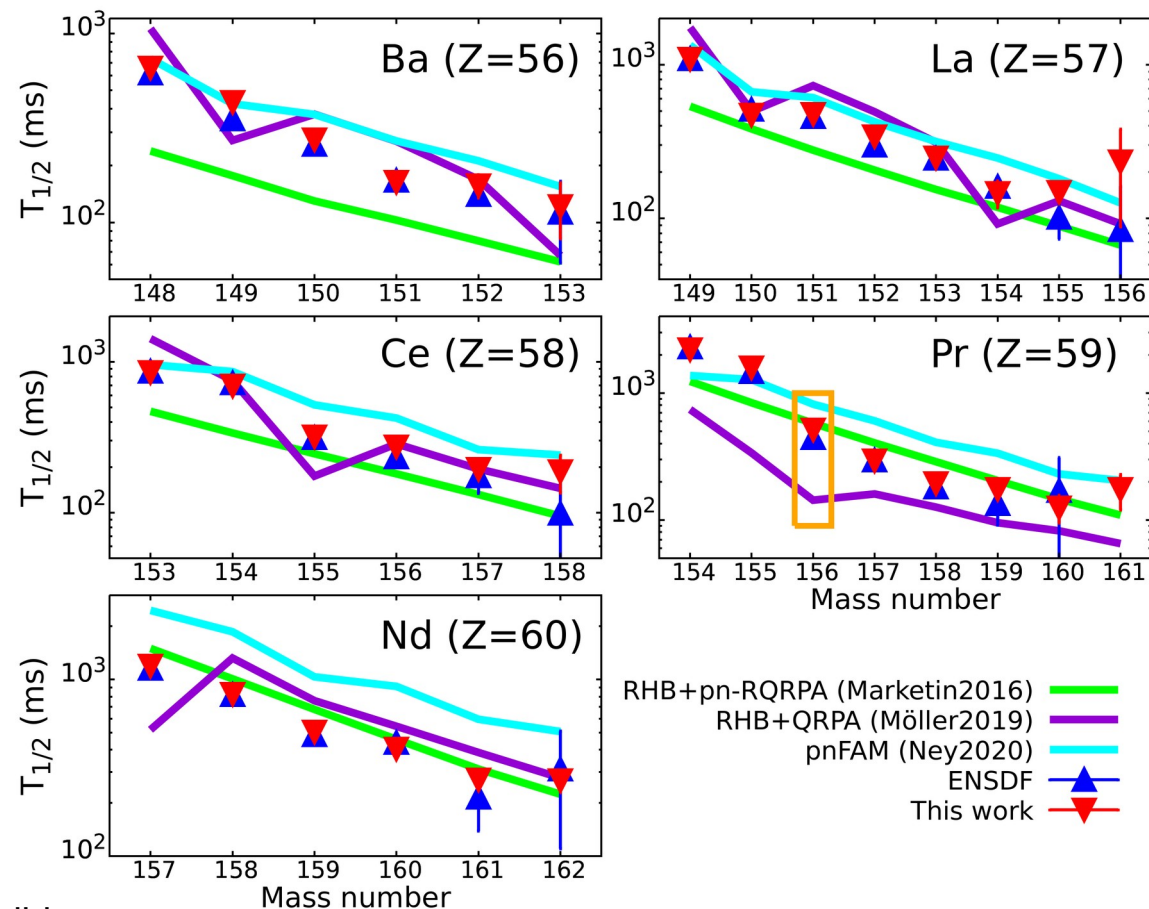 10³
10²
T₁/₂ (ms)
Ba (Z=56)
148 149 150 151 152 153
10³
10²
La (Z=57)
149 150 151 152 153 154 155 156
10³
10²
T₁/₂ (ms)
Ce (Z=58)
153 154 155 156 157 158
10³
10²
Pr (Z=59)
154 155 156 157 158 159 160 161
Mass number
10³
10²
T₁/₂ (ms)
Nd (Z=60)
157 158 159 160 161 162
Mass number
RHB+pn-RQRPA (Marketin2016)
RHB+QRPA (Möller2019)
pnFAM (Ney2020)
ENSDF
This work